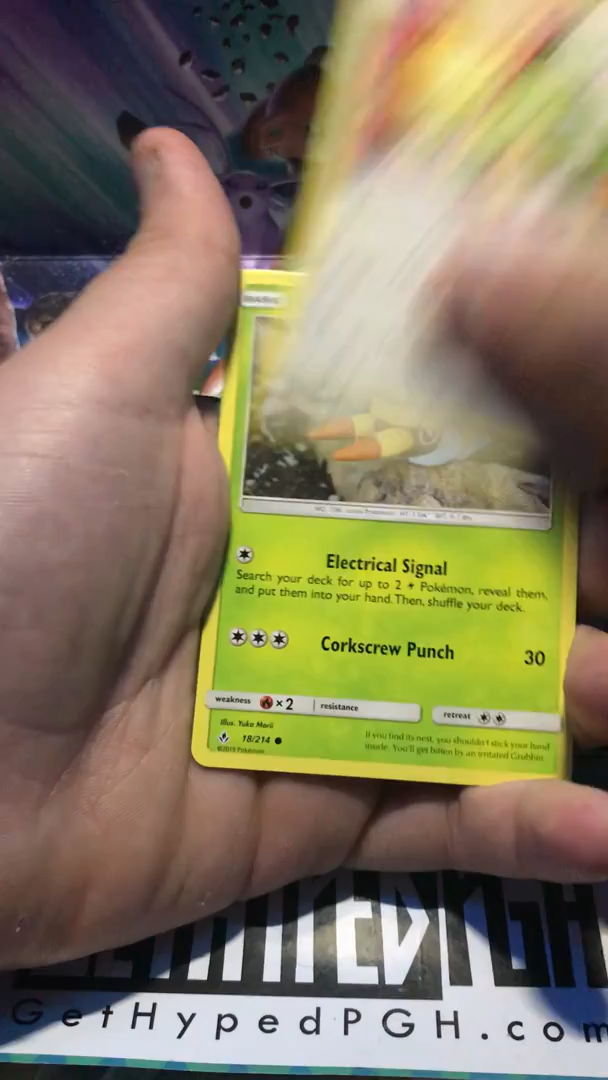 BASIC
Electrical Signal
Search your deck for up to 2 Pokémon, reveal them,
and put them into your hand. Then, shuffle your deck.
Corkscrew Punch 30
weakness ×2 resistance retreat
Illus. Yuka Morii
18/214
©2019 Pokémon
If you find its nest, you shouldn't stick your hand
inside. You'll get bitten by an irritated Grubbin.
GetHypedPGH.com